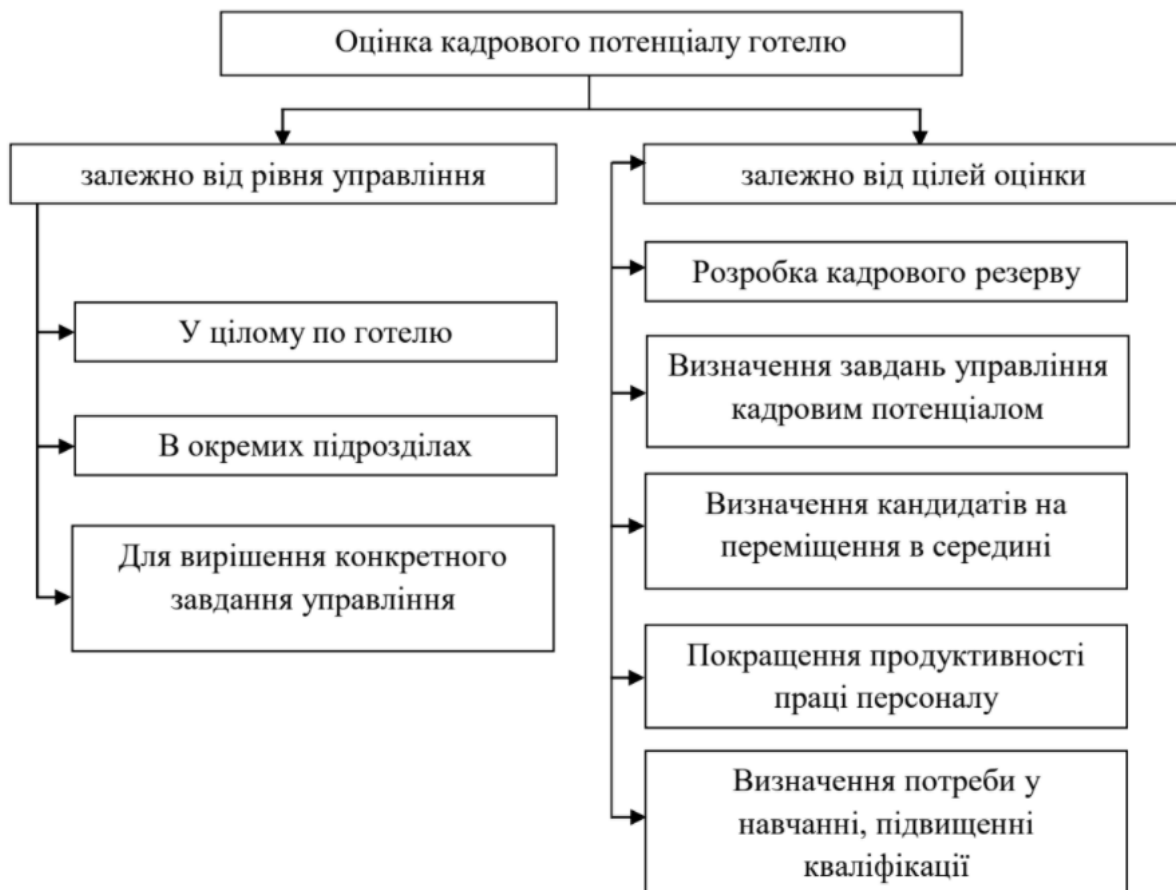 Оцінка кадрового потенціалу готелю
залежно від рівня управління
У цілому по готелю
В окремих підрозділах
Для вирішення конкретного
завдання управління
залежно від цілей оцінки
Розробка кадрового резерву
Визначення завдань управління
кадровим потенціалом
Визначення кандидатів на
переміщення в середині
Покращення продуктивності
праці персоналу
Визначення потреби у
навчанні, підвищенні
кваліфікації